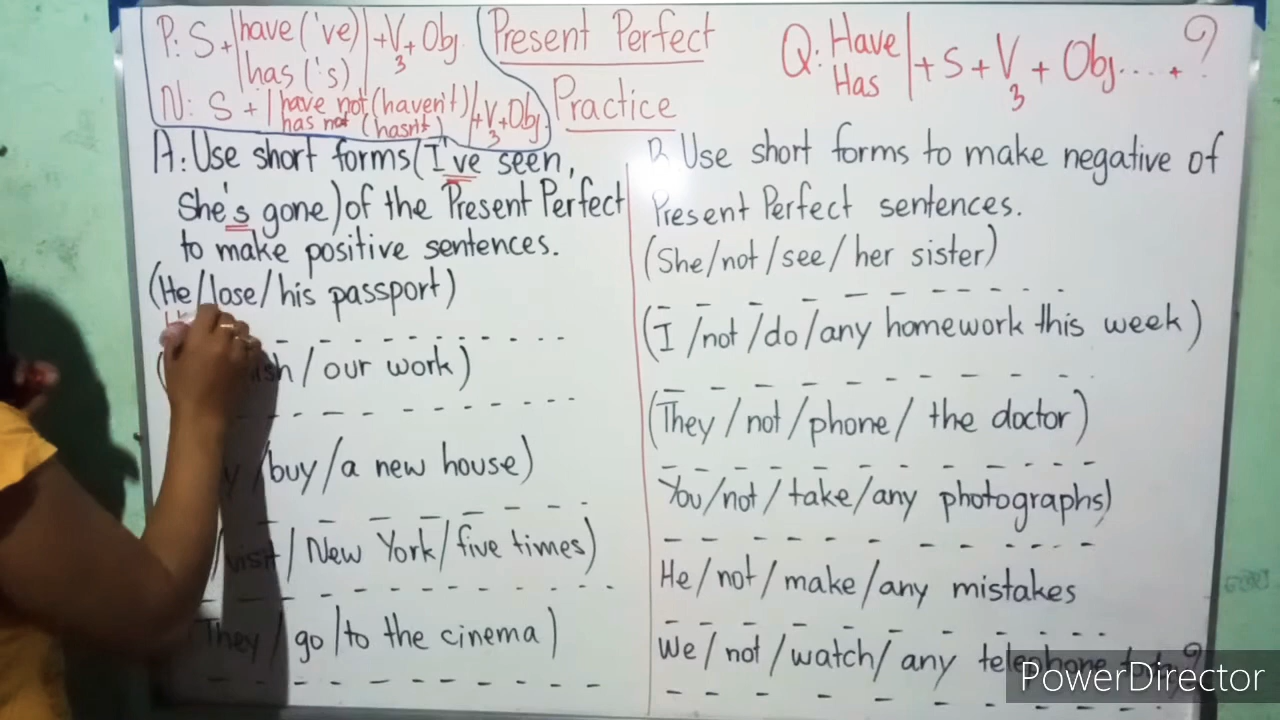 P: S + have ('ve) + V3 + Obj
has ('s)
N: S + have not (haven't) + V3 + Obj
has not (hasn't)
Present Perfect
Practice
Q: Have + S + V3 + Obj.... + ?
Has
A: Use short forms (I've seen,
She's gone) of the Present Perfect
to make positive sentences.
(He/lose/his passport)
/ our work)
/buy/a new house)
/visit/ New York/ five times)
(They / go /to the cinema)
Use short forms to make negative of
Present Perfect sentences.
(She/not/see/her sister)
(I/not/do/any homework this week)
(They/not/phone/ the doctor)
You/not/take/any photographs)
He/not/make/any mistakes
We/not/watch/ any
PowerDirector